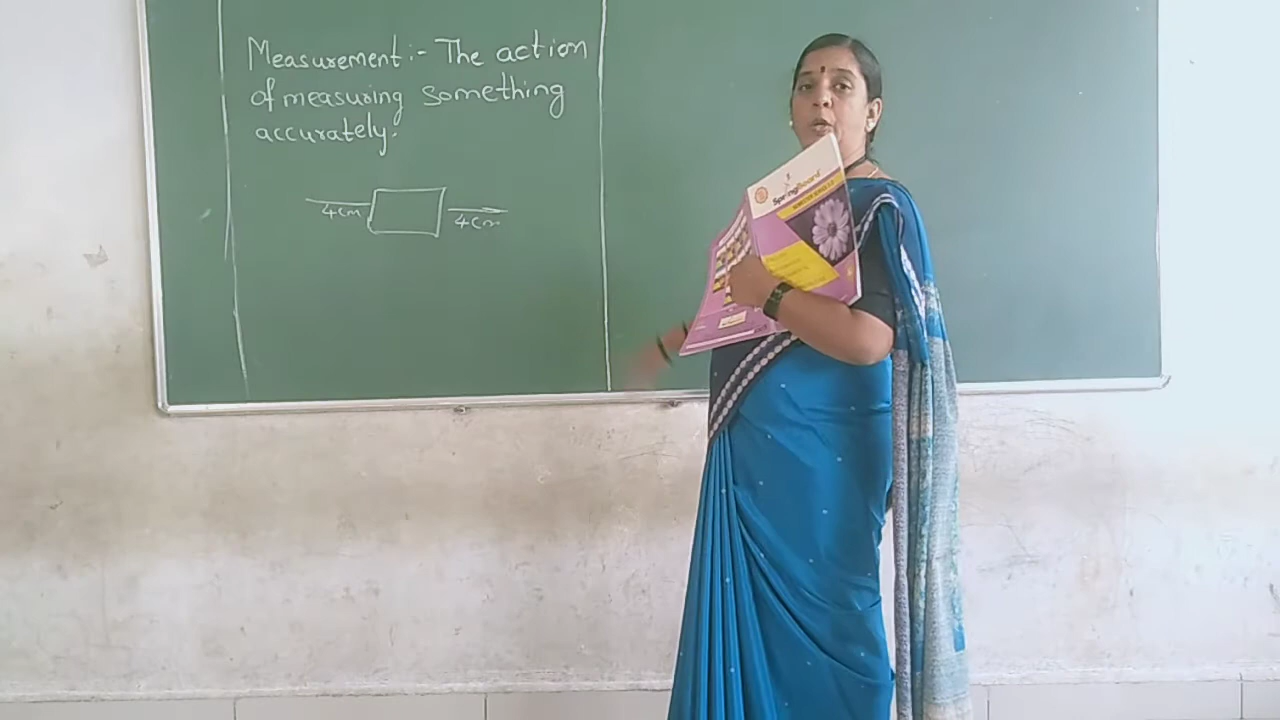 Measurement:- The action
of measuring something
accurately.
4cm
4cm
SpringBoard